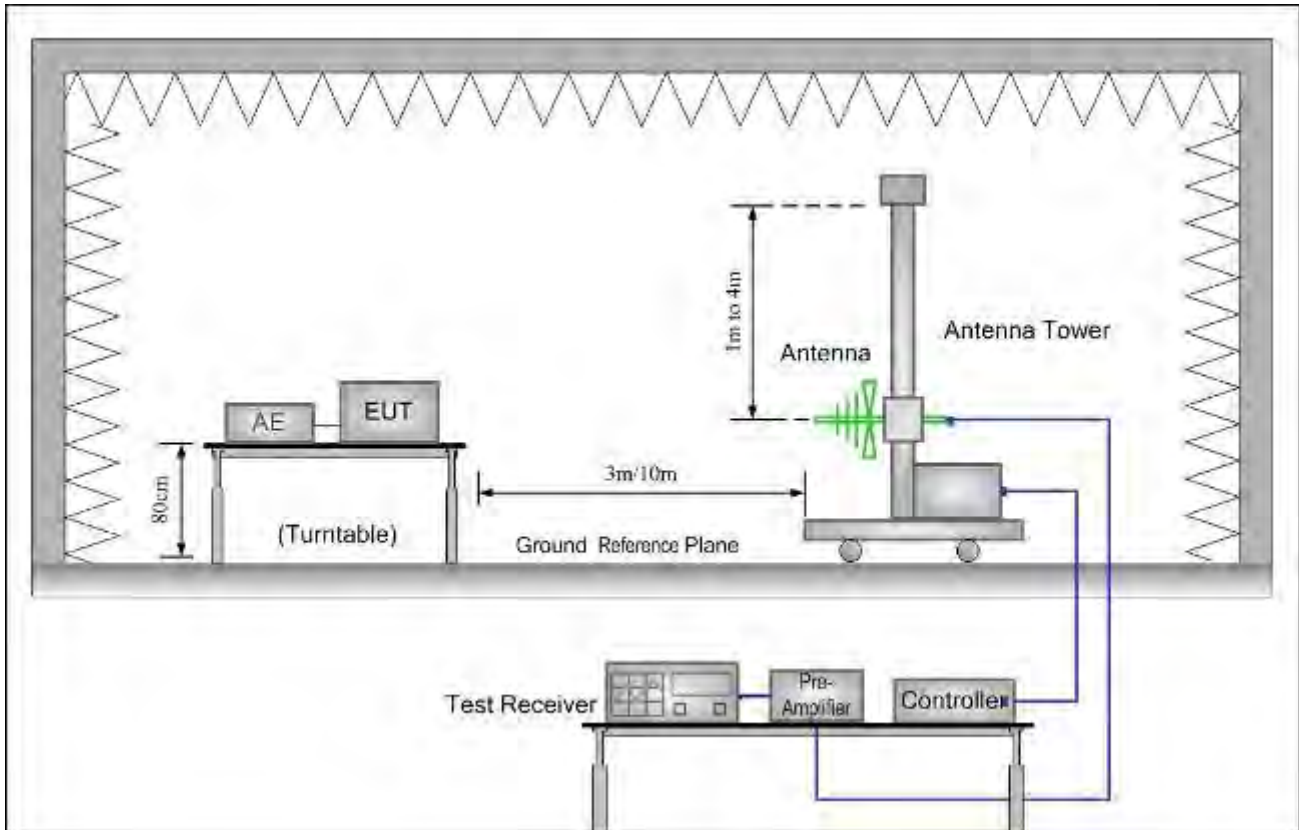 1m to 4m
Antenna Tower
Antenna
AE
EUT
80cm
3m/10m
(Turntable)
Ground Reference Plane
Test Receiver
Pre-
Amplifier
Controller